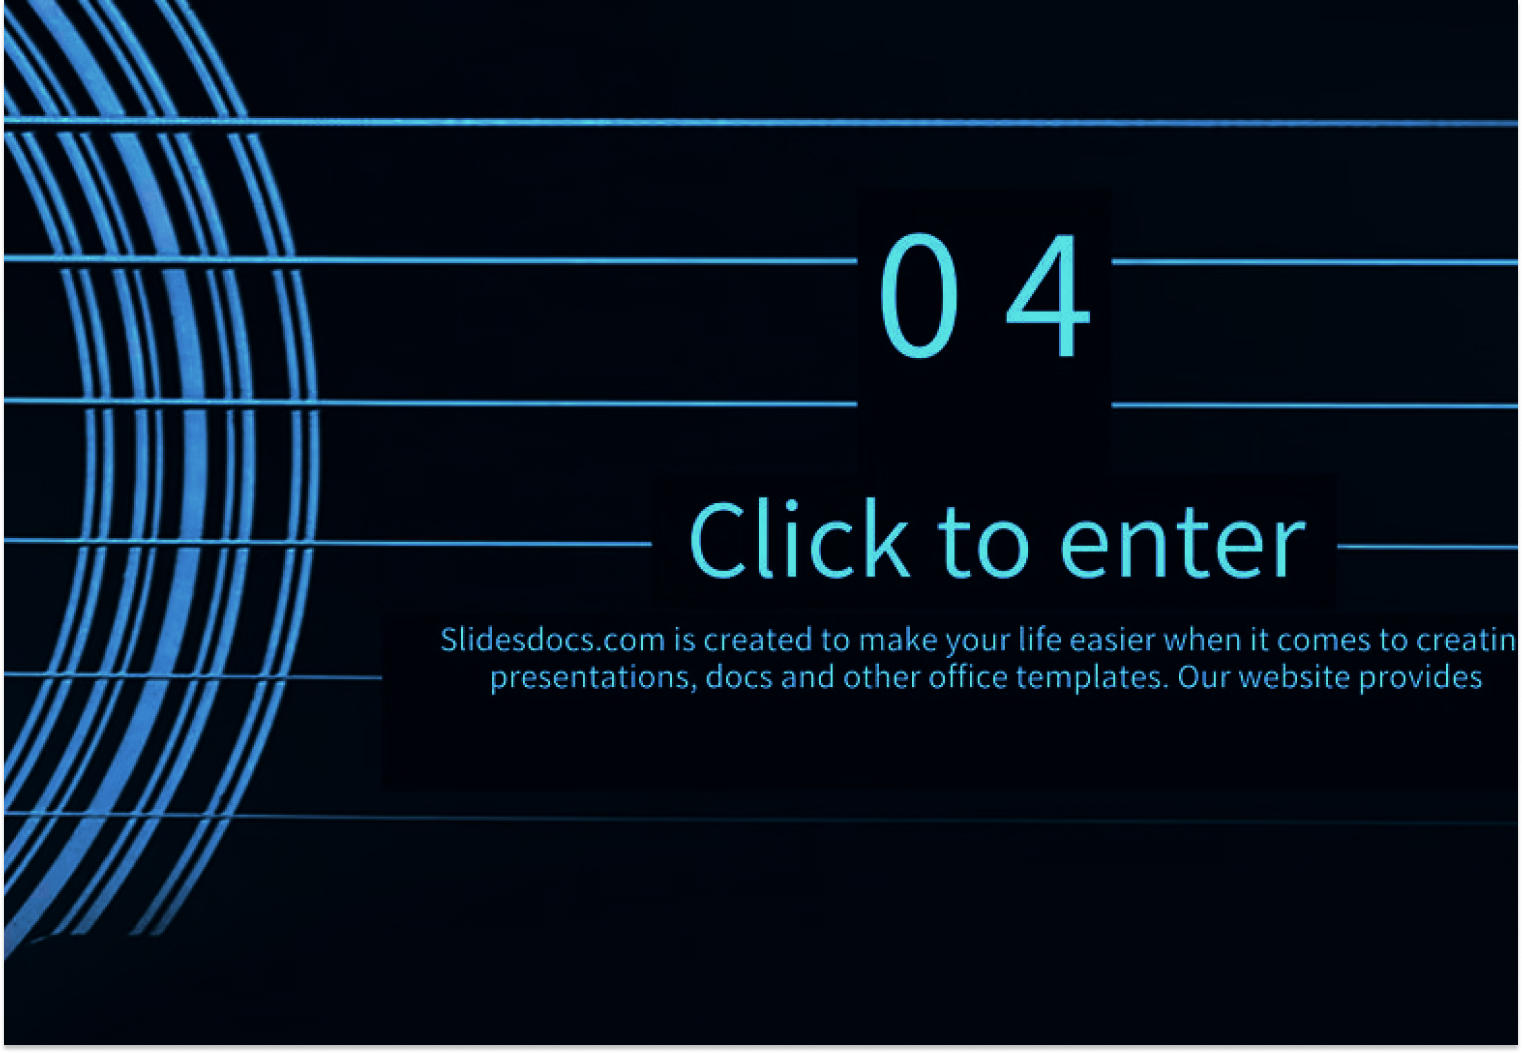 0 4
Click to enter
Slidesdocs.com is created to make your life easier when it comes to creatin
presentations, docs and other office templates. Our website provides